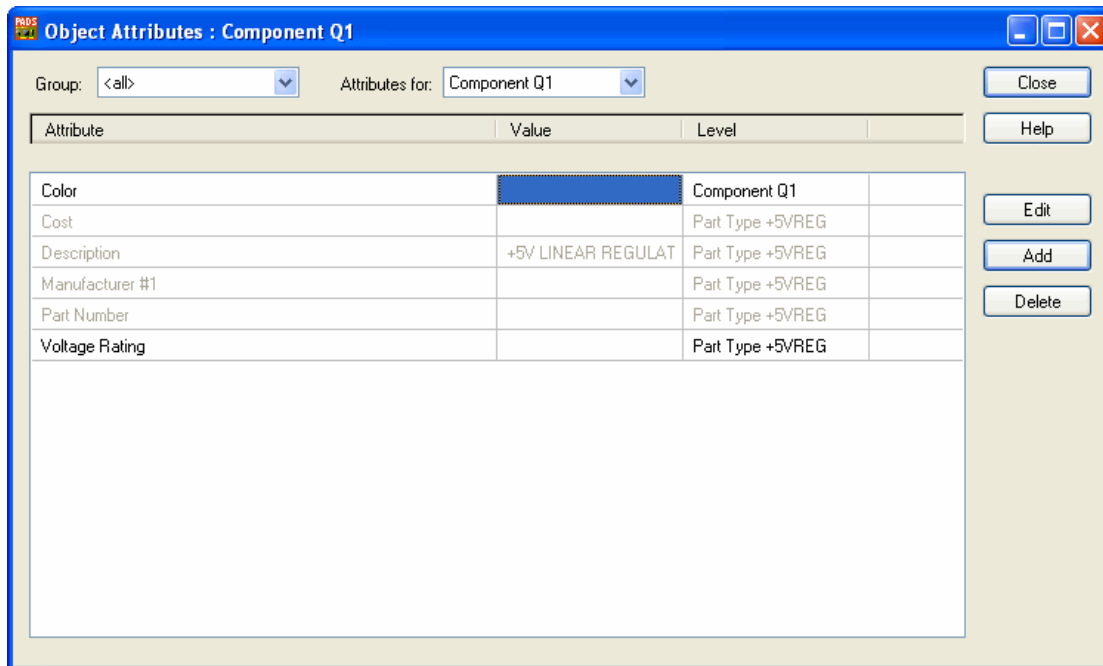 PADS
Object Attributes : Component Q1
Group: <all> Attributes for: Component Q1 Close
Attribute Value Level Help
Color Component Q1
Edit
Cost Part Type +5VREG
Description +5V LINEAR REGULAT Part Type +5VREG Add
Manufacturer #1 Part Type +5VREG
Delete
Part Number Part Type +5VREG
Voltage Rating Part Type +5VREG